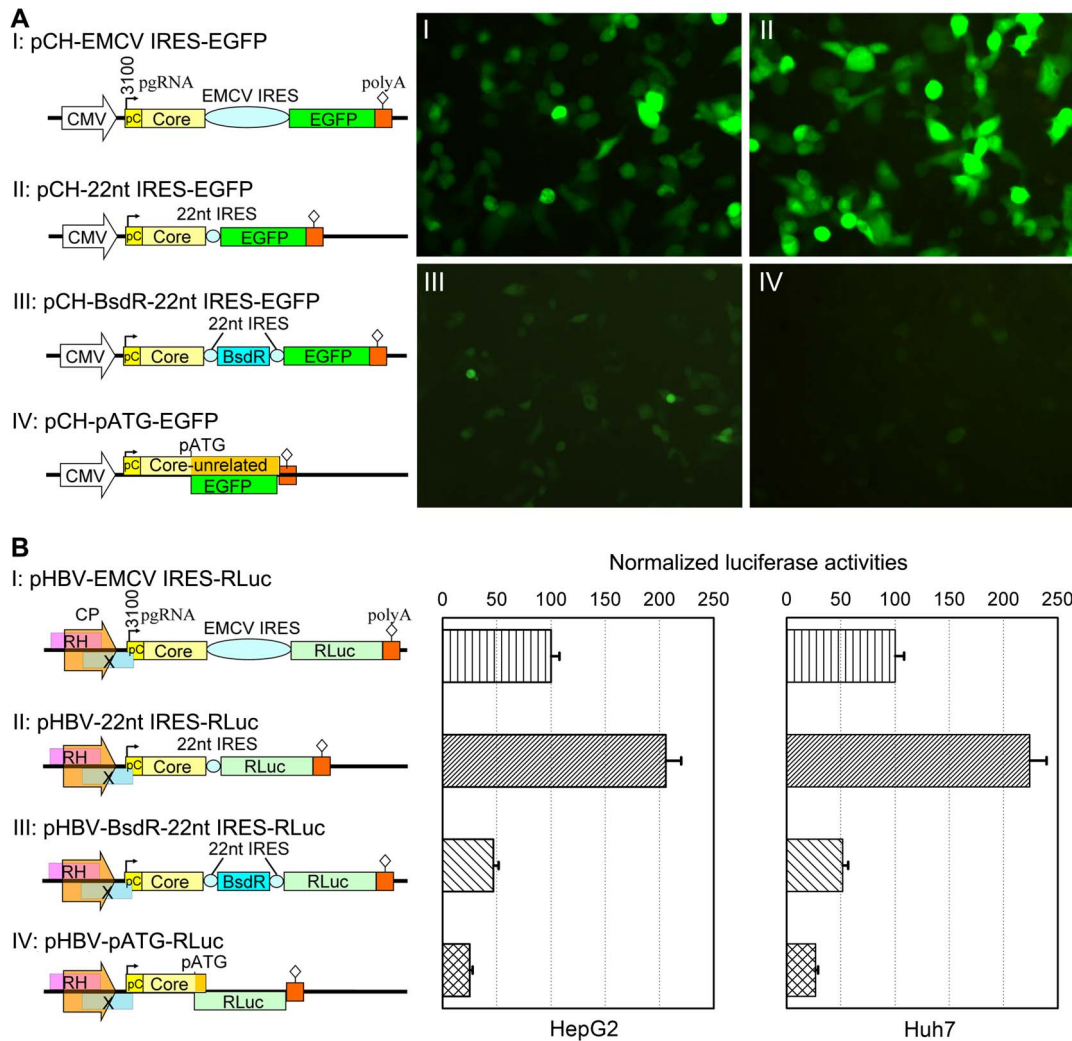 A
I: pCH-EMCV IRES-EGFP
3100
pgRNA
polyA
EMCV IRES
CMV
pC
Core
EGFP
II: pCH-22nt IRES-EGFP
22nt IRES
CMV
pC
Core
EGFP
III: pCH-BsdR-22nt IRES-EGFP
22nt IRES
CMV
pC
Core
BsdR
EGFP
IV: pCH-pATG-EGFP
pATG
CMV
pC
Core-unrelated
EGFP
I
II
III
IV
B
I: pHBV-EMCV IRES-RLuc
CP
3100
pgRNA
polyA
EMCV IRES
RH
X
pC
Core
RLuc
II: pHBV-22nt IRES-RLuc
22nt IRES
RH
X
pC
Core
RLuc
III: pHBV-BsdR-22nt IRES-RLuc
22nt IRES
RH
X
pC
Core
BsdR
RLuc
IV: pHBV-pATG-RLuc
pATG
RH
X
pC
Core
RLuc
Normalized luciferase activities
0 50 100 150 200 250
0 50 100 150 200 250
HepG2
Huh7